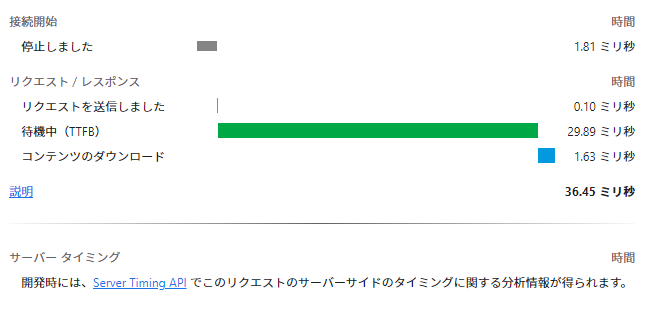 接続開始 時間
停止しました 1.81 ミリ秒
リクエスト / レスポンス 時間
リクエストを送信しました 0.10 ミリ秒
待機中（TTFB） 29.89 ミリ秒
コンテンツのダウンロード 1.63 ミリ秒
説明 36.45 ミリ秒
サーバー タイミング 時間
開発時には、Server Timing API でこのリクエストのサーバーサイドのタイミングに関する分析情報が得られます。